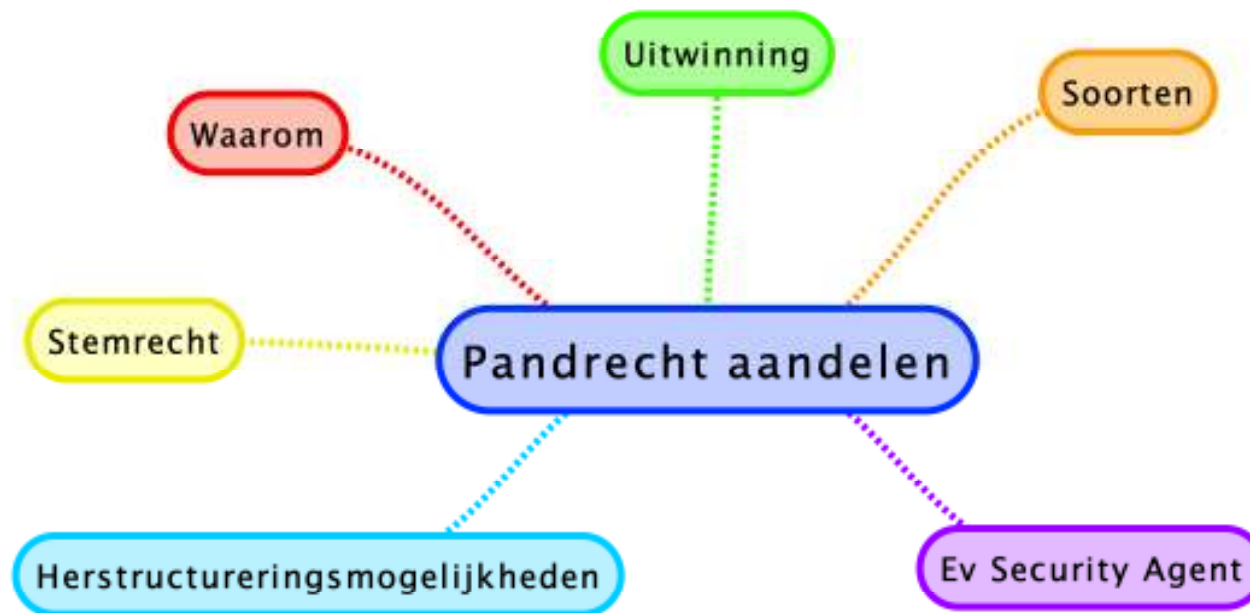 Uitwinning
Soorten
Waarom
Stemrecht
Pandrecht aandelen
Herstructureringsmogelijkheden
Ev Security Agent